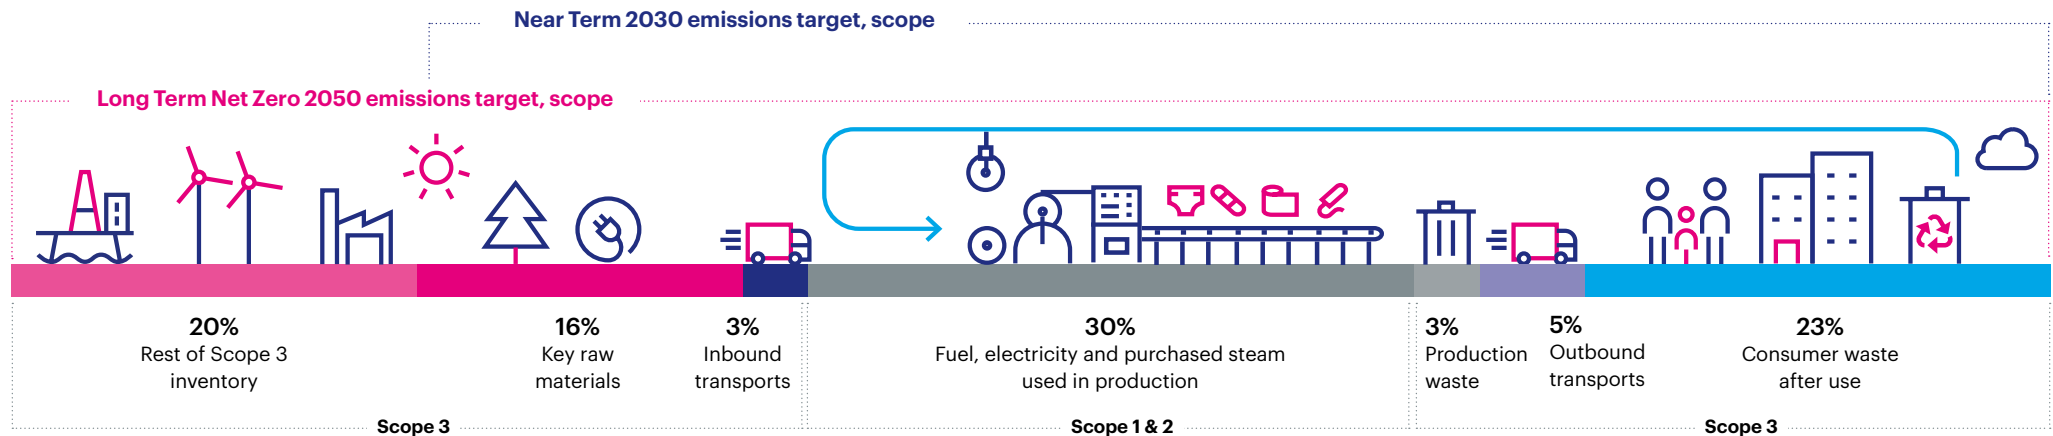 Near Term 2030 emissions target, scope
Long Term Net Zero 2050 emissions target, scope
20%
Rest of Scope 3
inventory
16%
Key raw
materials
3%
Inbound
transports
30%
Fuel, electricity and purchased steam
used in production
3%
Production
waste
5%
Outbound
transports
23%
Consumer waste
after use
Scope 3
Scope 1 & 2
Scope 3